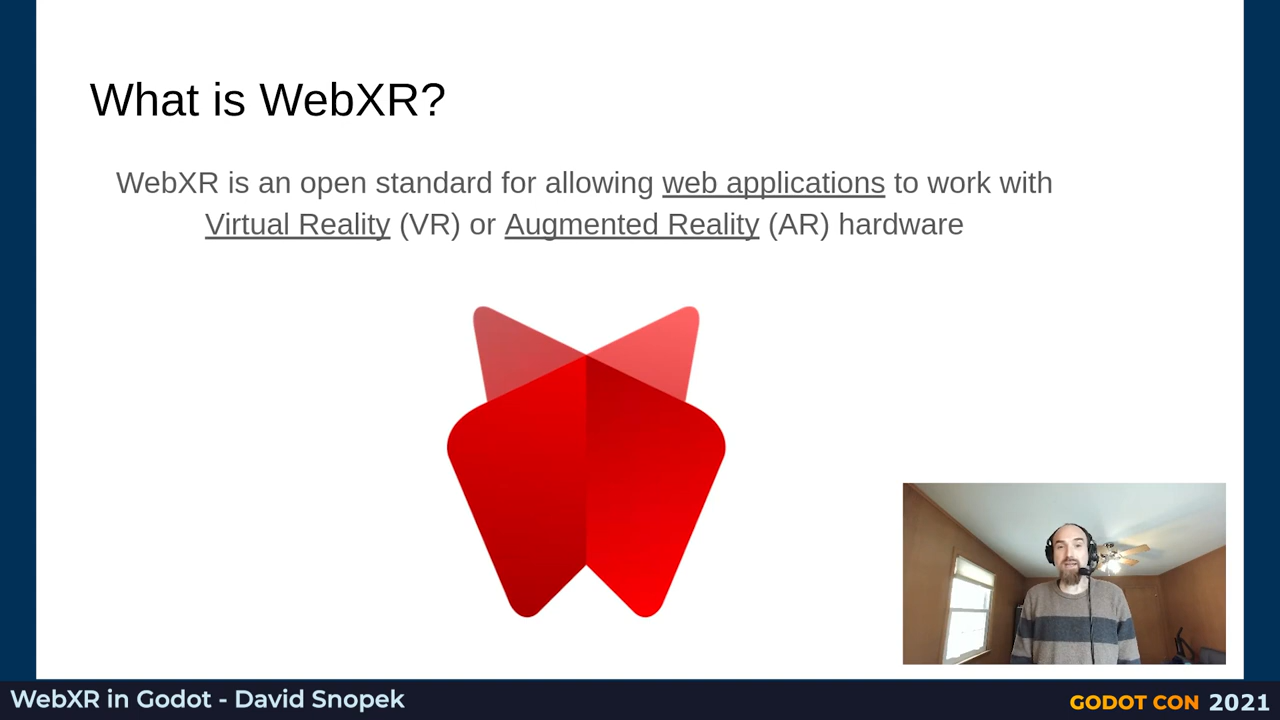 What is WebXR?
WebXR is an open standard for allowing web applications to work with
Virtual Reality (VR) or Augmented Reality (AR) hardware
WebXR in Godot - David Snopek
GODOT CON 2021